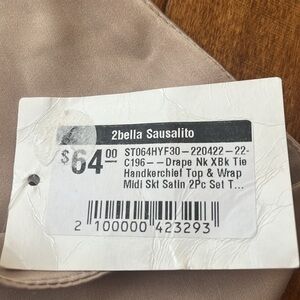 2bella Sausalito
$64.00
ST064HYF30-220422-22-
C196--Drape Nk XBk Tie
Handkerchief Top & Wrap
Midi Skt Satin 2Pc Set T...
2 100000 423293